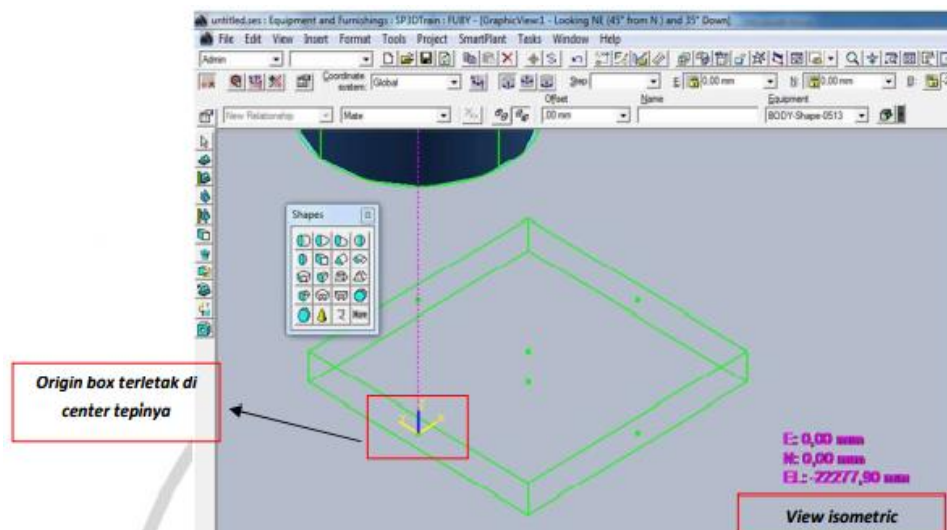 untitled.ses : Equipment and Furnishings : SP3DTrain : FUBY - [GraphicView:1 - Looking NE (45° from N ) and 35° Down]
File Edit View Insert Format Tools Project SmartPlant Tasks Window Help
Admin
Coordinate system: Global Step E: 0,00 mm N: 0,00 mm
Offset Name Equipment
New Relationship Mate .00 mm BODY-Shape-0513
Shapes
More
Origin box terletak di
center tepinya
E: 0,00 mm
N: 0,00 mm
EL: -22277,90 mm
View isometric